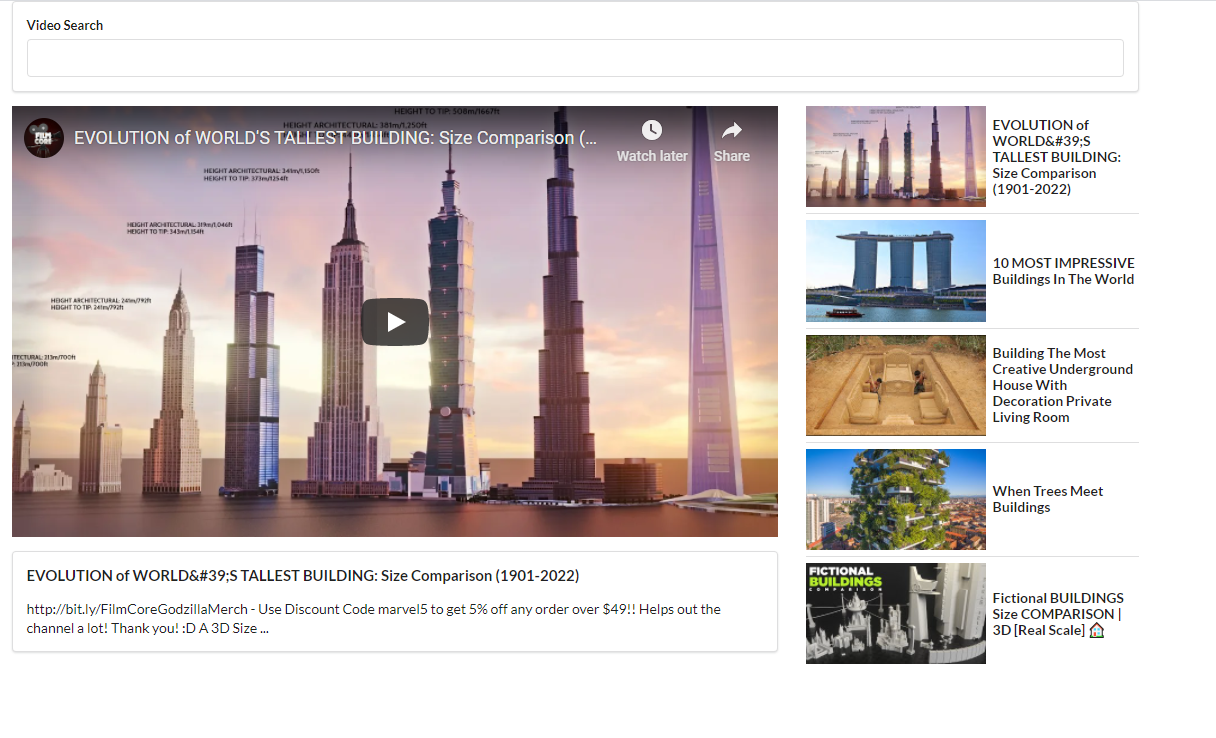 Video Search
EVOLUTION of WORLD'S TALLEST BUILDING: Size Comparison (...
Watch later
Share
FILM
CORE
HEIGHT TO TIP: 508m/1667ft
HEIGHT ARCHITECTURAL: 381m/1,250ft
HEIGHT ARCHITECTURAL: 341m/1,150ft
HEIGHT TO TIP: 373m/1254ft
HEIGHT ARCHITECTURAL: 319m/1,046ft
HEIGHT TO TIP: 343m/1,154ft
HEIGHT ARCHITECTURAL: 241m/792ft
HEIGHT TO TIP: 241m/792ft
ITECTURAL: 213m/700ft
: 213m/700ft
EVOLUTION of WORLD&#39;S TALLEST BUILDING: Size Comparison (1901-2022)
http://bit.ly/FilmCoreGodzillaMerch - Use Discount Code marvel5 to get 5% off any order over $49!! Helps out the
channel a lot! Thank you! :D A 3D Size ...
EVOLUTION of
WORLD&#39;S
TALLEST BUILDING:
Size Comparison
(1901-2022)
10 MOST IMPRESSIVE
Buildings In The World
Building The Most
Creative Underground
House With
Decoration Private
Living Room
When Trees Meet
Buildings
FICTIONAL
BUILDINGS
COMPARISON
Fictional BUILDINGS
Size COMPARISON |
3D [Real Scale] 🏠